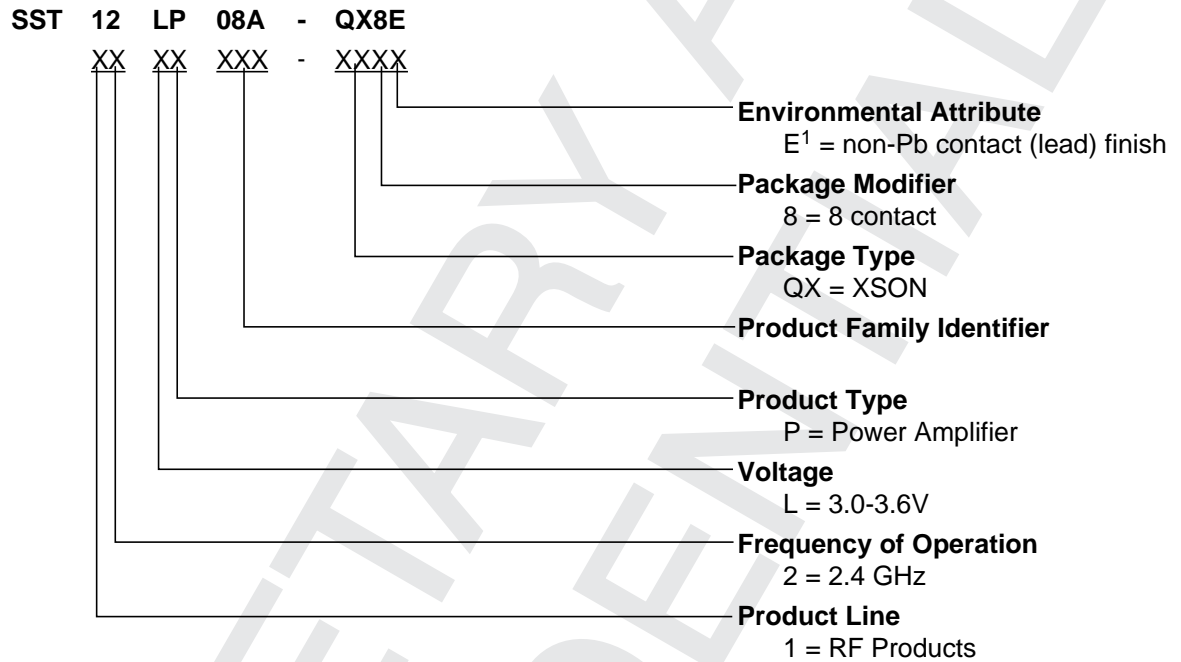 SST 12 LP 08A - QX8E
XX XX XXX - XXXX
Environmental Attribute
E1 = non-Pb contact (lead) finish
Package Modifier
8 = 8 contact
Package Type
QX = XSON
Product Family Identifier
Product Type
P = Power Amplifier
Voltage
L = 3.0-3.6V
Frequency of Operation
2 = 2.4 GHz
Product Line
1 = RF Products